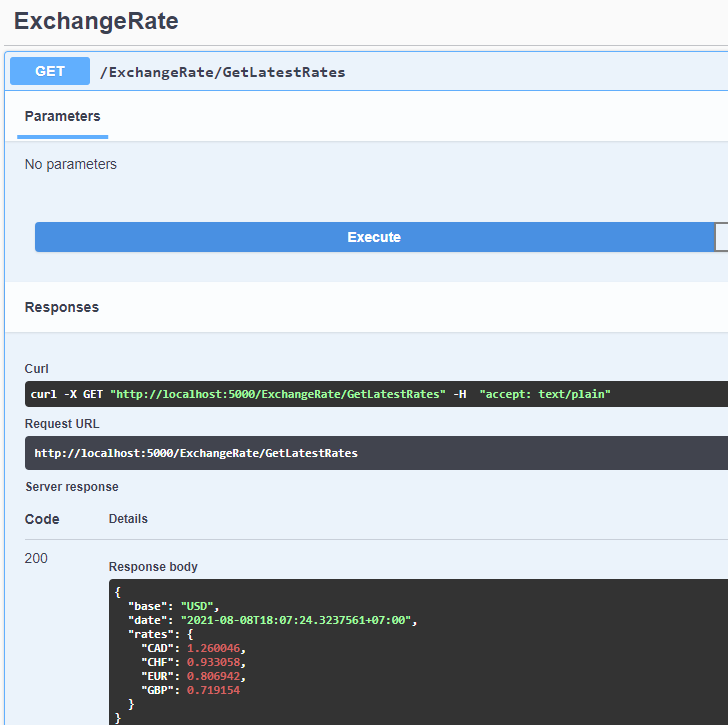 ExchangeRate
GET /ExchangeRate/GetLatestRates
Parameters
No parameters
Execute
Responses
Curl
curl -X GET "http://localhost:5000/ExchangeRate/GetLatestRates" -H  "accept: text/plain"
Request URL
http://localhost:5000/ExchangeRate/GetLatestRates
Server response
Code Details
200
Response body
{
  "base": "USD",
  "date": "2021-08-08T18:07:24.3237561+07:00",
  "rates": {
    "CAD": 1.260046,
    "CHF": 0.933058,
    "EUR": 0.806942,
    "GBP": 0.719154
  }
}